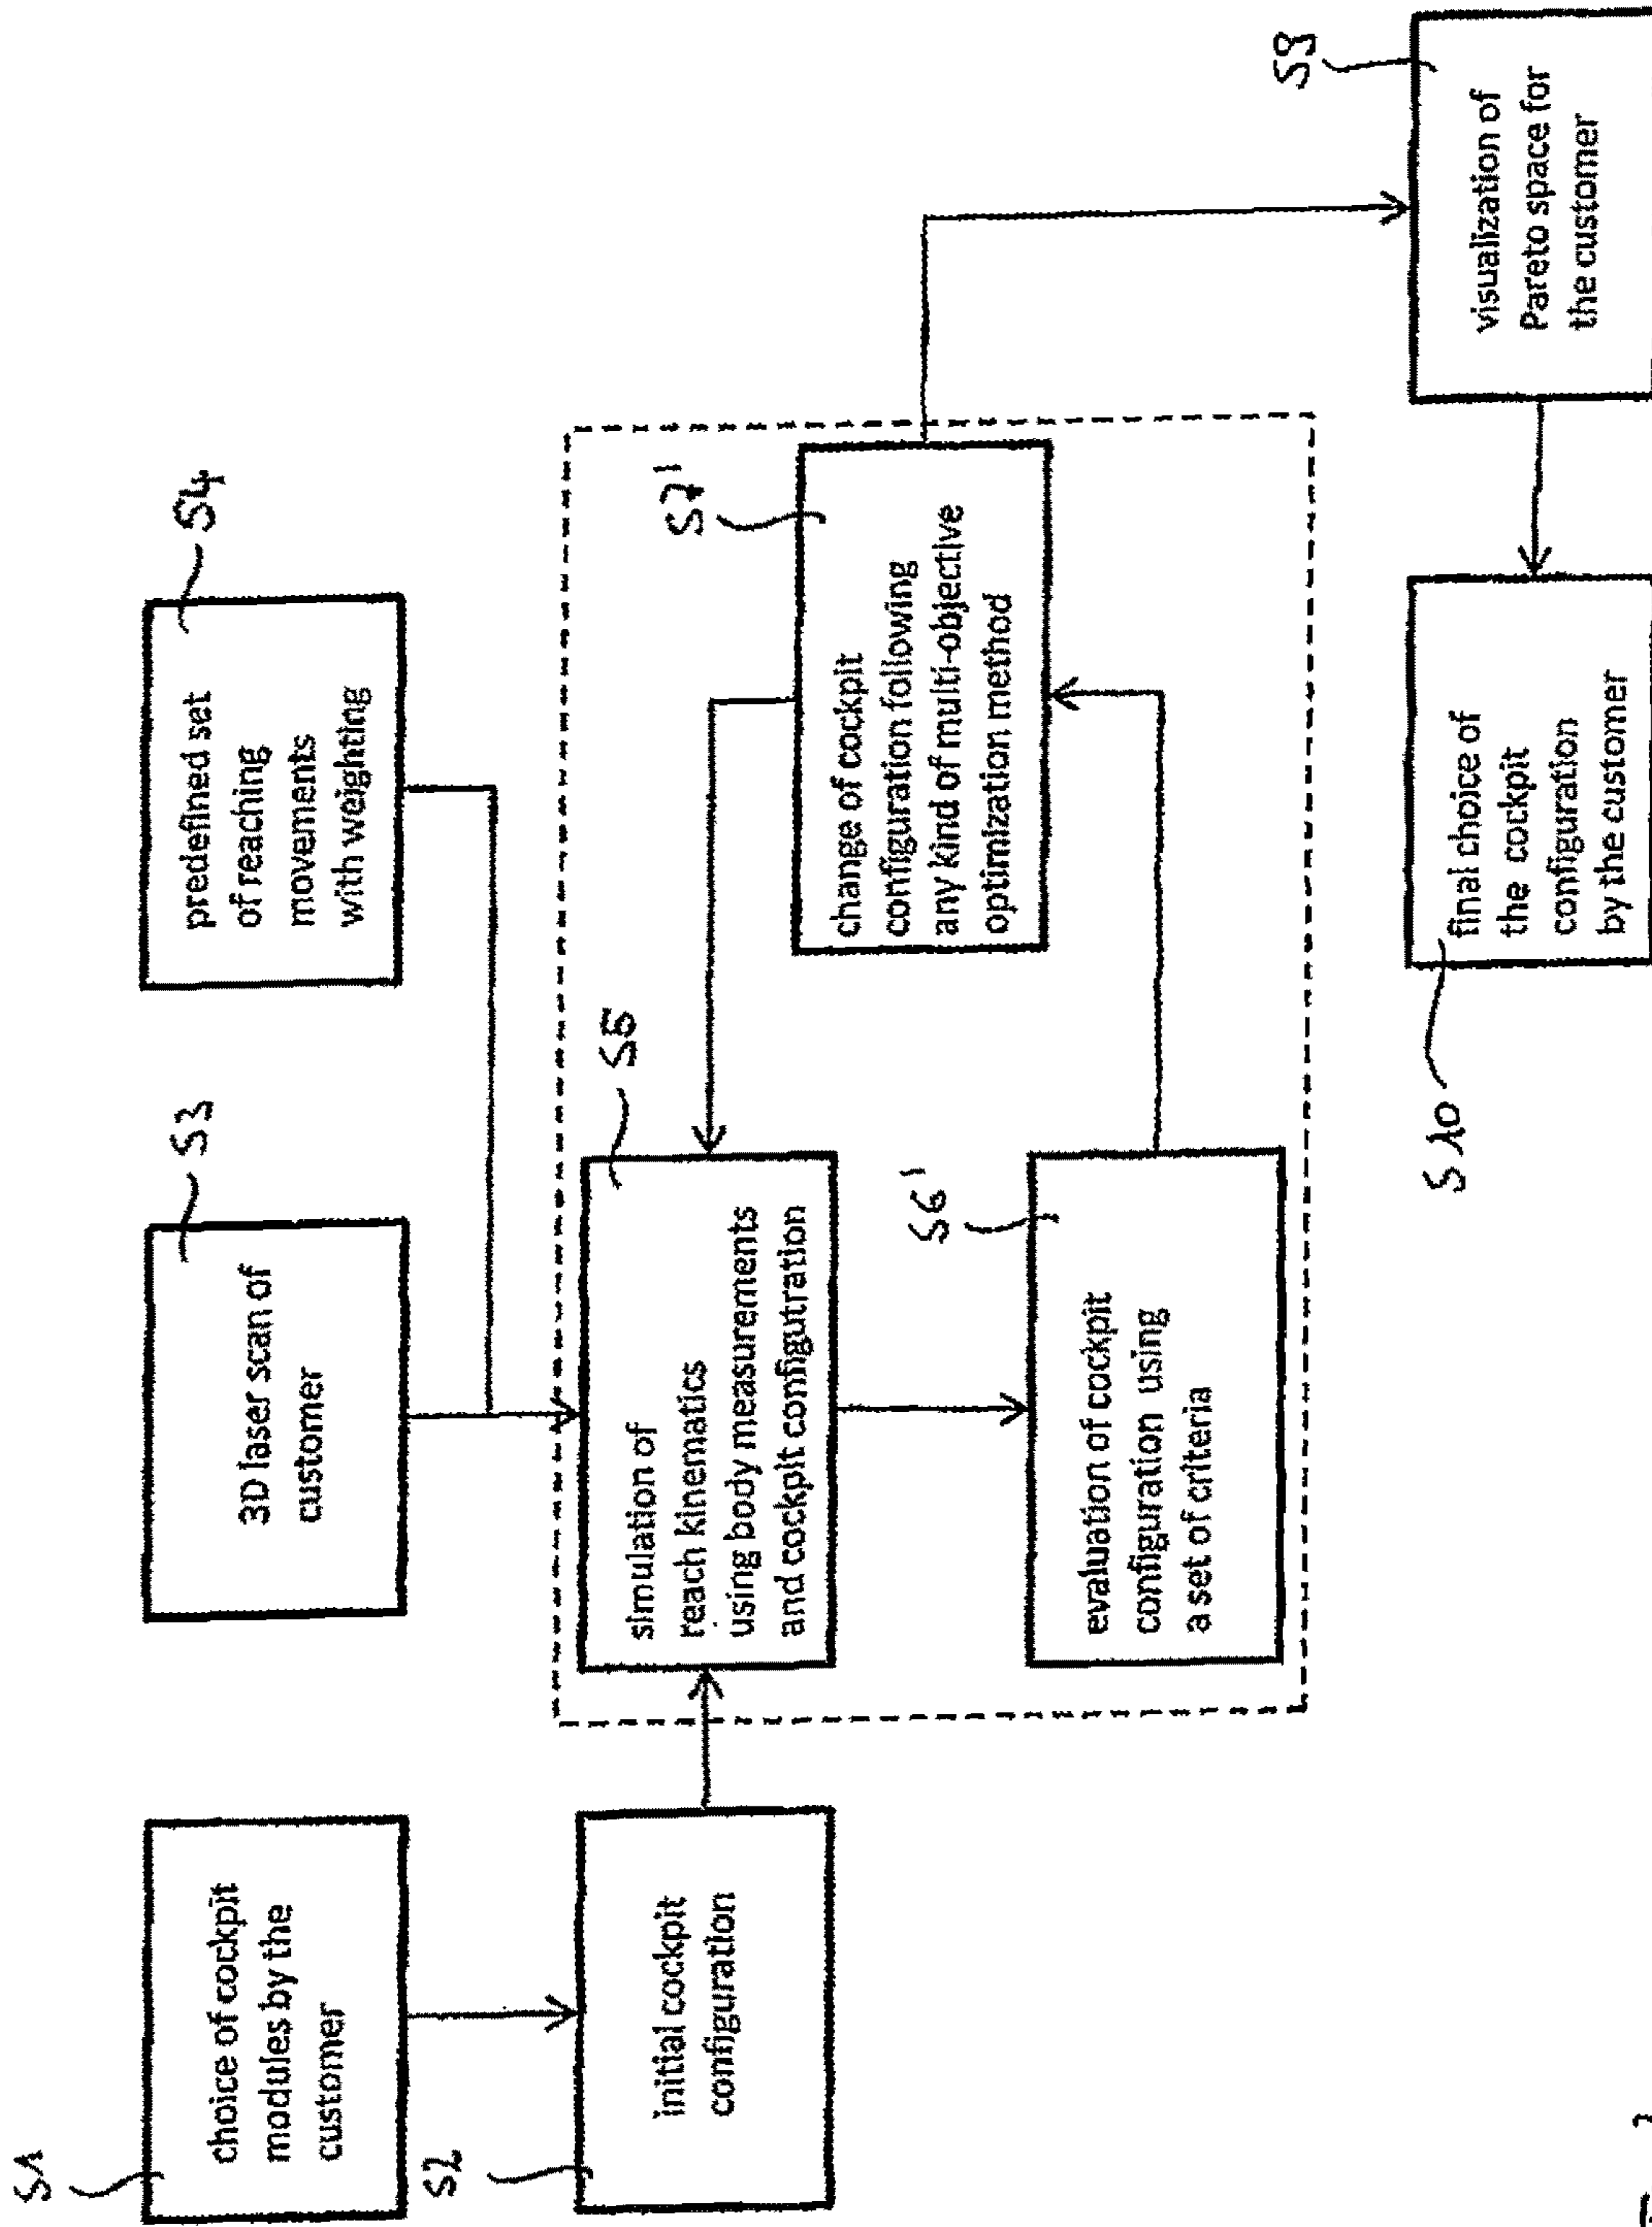 S1
choice of cockpit
modules by the
customer
S3
3D laser scan of
customer
S4
predefined set
of reaching
movements
with weighting
S2
initial cockpit
configuration
S5
simulation of
reach kinematics
using body measurements
and cockpit configutration
S7'
change of cockpit
configuration following
any kind of multi-objective
optimization method
S6'
evaluation of cockpit
configuration using
a set of criteria
S10
final choice of
the cockpit
configuration
by the customer
S9
visualization of
Pareto space for
the customer